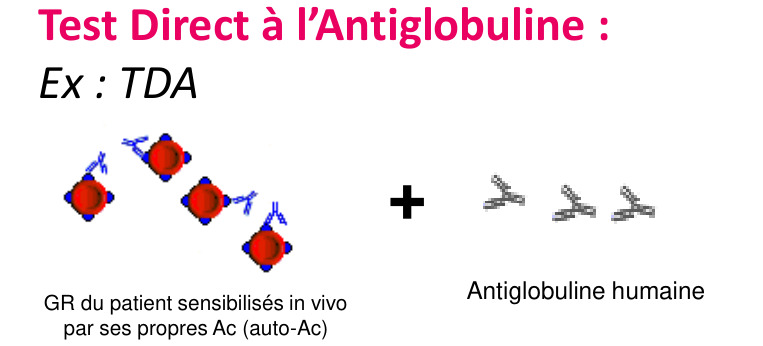 Test Direct à l’Antiglobuline :
Ex : TDA
+
GR du patient sensibilisés in vivo
par ses propres Ac (auto-Ac)
Antiglobuline humaine